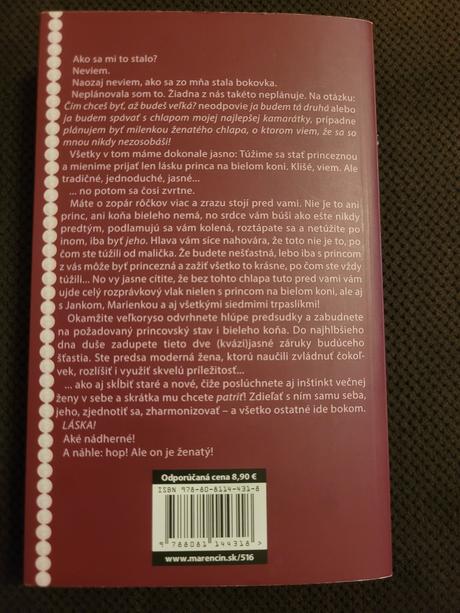 Ako sa mi to stalo?
Neviem.
Naozaj neviem, ako sa zo mňa stala bokovka.
Neplánovala som to. Žiadna z nás takéto neplánuje. Na otázku:
Čím chceš byť, až budeš veľká? neodpovie ja budem tá druhá alebo
ja budem spávať s chlapom mojej najlepšej kamarátky, prípadne
plánujem byť milenkou ženatého chlapa, o ktorom viem, že sa so
mnou nikdy nezosobáši!
Všetky v tom máme dokonale jasno: Túžime sa stať princeznou
a mienime prijať len lásku princa na bielom koni. Klišé, viem. Ale
tradičné, jednoduché, jasné...
... no potom sa čosi zvrtne.
Máte o zopár rôčkov viac a zrazu stojí pred vami. Nie je to ani
princ, ani koňa bieleho nemá, no srdce vám búši ako ešte nikdy
predtým, podlamujú sa vám kolená, roztápate sa a netúžite po
inom, iba byť jeho. Hlava vám síce nahovára, že toto nie je to, po
čom ste túžili od malička. Že budete nešťastná, lebo iba s princom
z vás môže byť princezná a zažiť všetko to krásne, po čom ste vždy
túžili... No vy jasne cítite, že bez tohto chlapa tuto pred vami vám
ujde celý rozprávkový vlak nielen s princom na bielom koni, ale aj
s Jankom, Marienkou a aj všetkými siedmimi trpaslíkmi!
Okamžite veľkoryso odvrhnete hlúpe predsudky a zabudnete
na požadovaný princovský stav i bieleho koňa. Do najhlbšieho
dna duše zadupete tieto dve (kvázi)jasné záruky budúceho
šťastia. Ste predsa moderná žena, ktorú naučili zvládnuť čokoľ-
vek, rozlíšiť i využiť skvelú príležitosť...
... ako aj skĺbiť staré a nové, čiže poslúchnete aj inštinkt večnej
ženy v sebe a skrátka mu chcete patriť! Zdieľať s ním samu seba,
jeho, zjednotiť sa, zharmonizovať – a všetko ostatné ide bokom.
LÁSKA!
Aké nádherné!
A náhle: hop! Ale on je ženatý!
Odporúčaná cena 8,90 €
ISBN 978-80-8114-431-8
9 788081 144318 >
www.marencin.sk/516